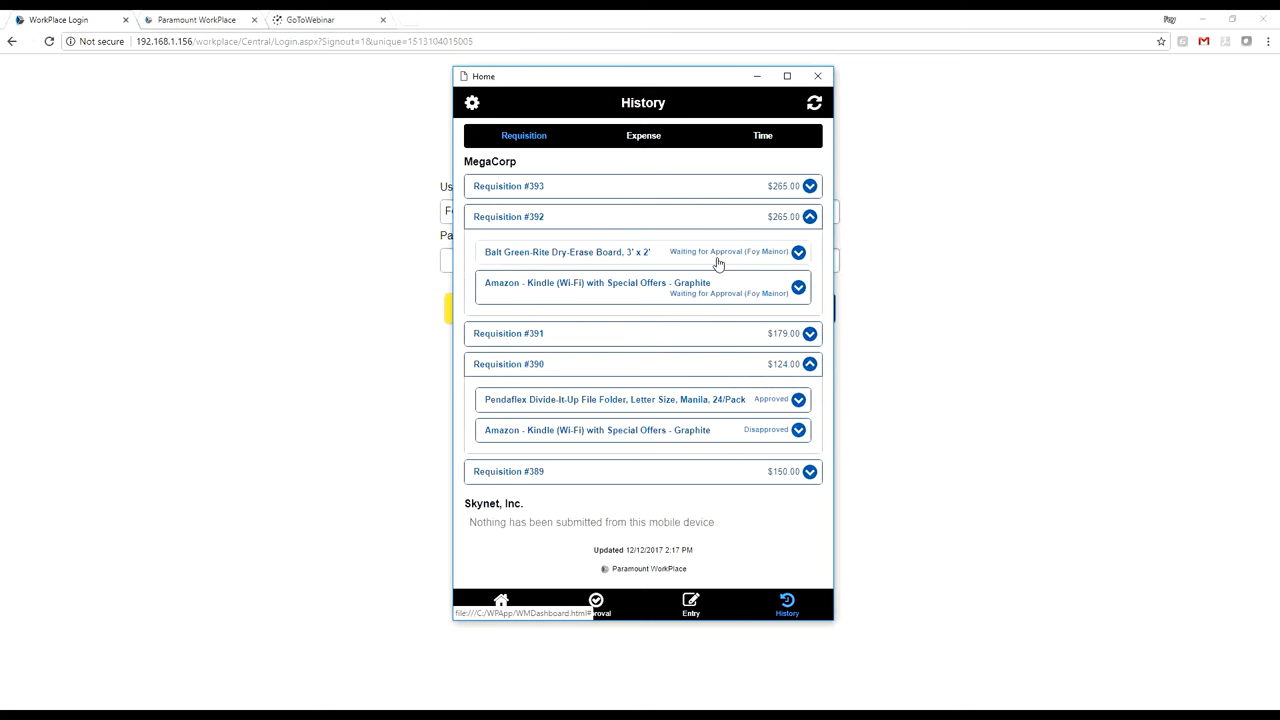 WorkPlace Login
Paramount WorkPlace
GoToWebinar
Foy
Not secure
192.168.1.156/workplace/Central/Login.aspx?Signout=1&unique=1513104015005
Home
History
Requisition Expense Time
MegaCorp
Us
Requisition #393 $265.00
F
Requisition #392 $265.00
Pa
Balt Green-Rite Dry-Erase Board, 3' x 2' Waiting for Approval (Foy Mainor)
Amazon - Kindle (Wi-Fi) with Special Offers - Graphite
Waiting for Approval (Foy Mainor)
Requisition #391 $179.00
Requisition #390 $124.00
Pendaflex Divide-It-Up File Folder, Letter Size, Manila, 24/Pack Approved
Amazon - Kindle (Wi-Fi) with Special Offers - Graphite Disapproved
Requisition #389 $150.00
Skynet, Inc.
Nothing has been submitted from this mobile device
Updated 12/12/2017 2:17 PM
Paramount WorkPlace
file:///C:/WPApp/WMDashboard.html#
roval
Entry
History